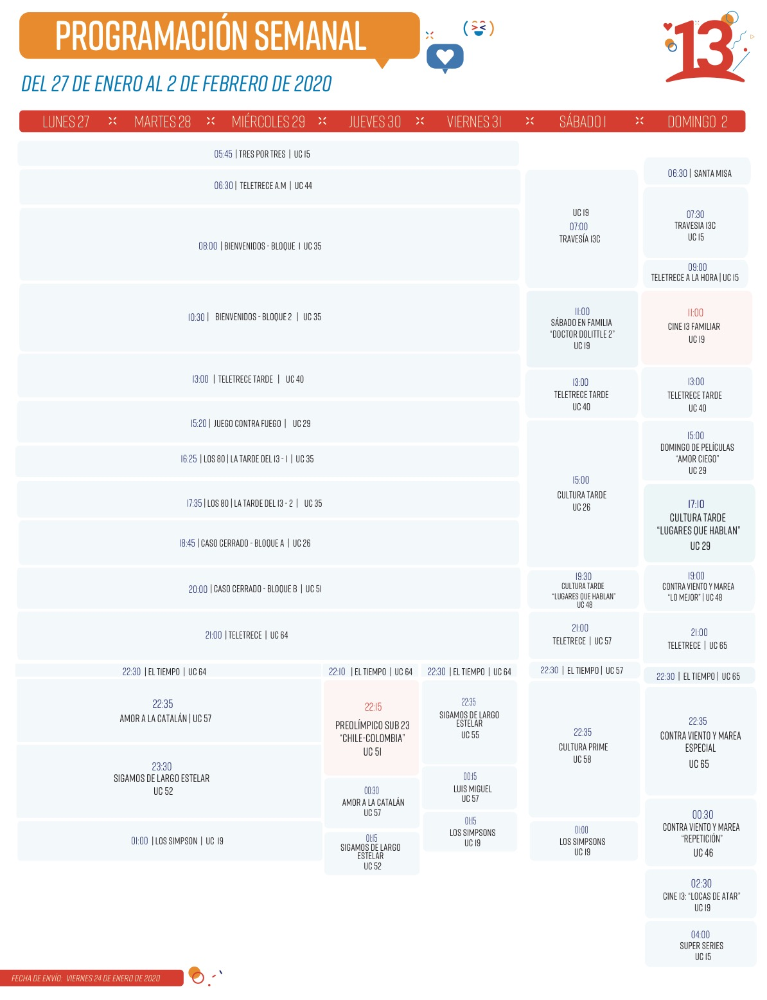 PROGRAMACIÓN SEMANAL
DEL 27 DE ENERO AL 2 DE FEBRERO DE 2020
13
LUNES 27 MARTES 28 MIÉRCOLES 29 JUEVES 30 VIERNES 31 SÁBADO 1 DOMINGO 2
05:45 | TRES POR TRES | UC 15
06:30 | TELETRECE A.M | UC 44
08:00 | BIENVENIDOS - BLOQUE 1 UC 35
10:30 | BIENVENIDOS - BLOQUE 2 | UC 35
13:00 | TELETRECE TARDE | UC 40
15:20 | JUEGO CONTRA FUEGO | UC 29
16:25 | LOS 80 | LA TARDE DEL 13 - 1 | UC 35
17:35 | LOS 80 | LA TARDE DEL 13 - 2 | UC 35
18:45 | CASO CERRADO - BLOQUE A | UC 26
20:00 | CASO CERRADO - BLOQUE B | UC 51
21:00 | TELETRECE | UC 64
22:30 | EL TIEMPO | UC 64
22:35
AMOR A LA CATALÁN | UC 57
23:30
SIGAMOS DE LARGO ESTELAR
UC 52
01:00 | LOS SIMPSON | UC 19
22:10 | EL TIEMPO | UC 64
22:15
PREOLÍMPICO SUB 23
“CHILE-COLOMBIA”
UC 51
00:30
AMOR A LA CATALÁN
UC 57
01:15
SIGAMOS DE LARGO
ESTELAR
UC 52
22:30 | EL TIEMPO | UC 64
22:35
SIGAMOS DE LARGO
ESTELAR
UC 55
00:15
LUIS MIGUEL
UC 57
01:15
LOS SIMPSONS
UC 19
UC 19
07:00
TRAVESÍA 13C
11:00
SÁBADO EN FAMILIA
“DOCTOR DOLITTLE 2”
UC 19
13:00
TELETRECE TARDE
UC 40
15:00
CULTURA TARDE
UC 26
19:30
CULTURA TARDE
“LUGARES QUE HABLAN”
UC 48
21:00
TELETRECE | UC 57
22:30 | EL TIEMPO | UC 57
22:35
CULTURA PRIME
UC 58
01:00
LOS SIMPSONS
UC 19
06:30 | SANTA MISA
07:30
TRAVESIA 13C
UC 15
09:00
TELETRECE A LA HORA | UC 15
11:00
CINE 13 FAMILIAR
UC 19
13:00
TELETRECE TARDE
UC 40
15:00
DOMINGO DE PELÍCULAS
“AMOR CIEGO”
UC 29
17:10
CULTURA TARDE
“LUGARES QUE HABLAN”
UC 29
19:00
CONTRA VIENTO Y MAREA
“LO MEJOR” | UC 48
21:00
TELETRECE | UC 65
22:30 | EL TIEMPO | UC 65
22:35
CONTRA VIENTO Y MAREA
ESPECIAL
UC 65
00:30
CONTRA VIENTO Y MAREA
“REPETICIÓN”
UC 46
02:30
CINE 13: “LOCAS DE ATAR”
UC 19
04:00
SUPER SERIES
UC 15
FECHA DE ENVÍO: VIERNES 24 DE ENERO DE 2020